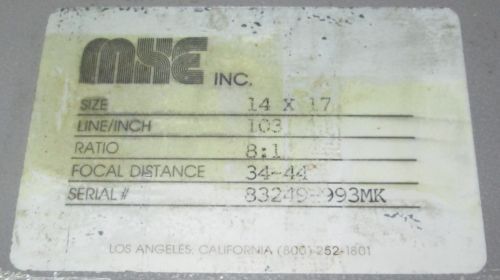 MXE INC.
SIZE 14 X 17
LINE/INCH 103
RATIO 8:1
FOCAL DISTANCE 34-44
SERIAL # 83249-993MK
LOS ANGELES, CALIFORNIA (800) 252-1801